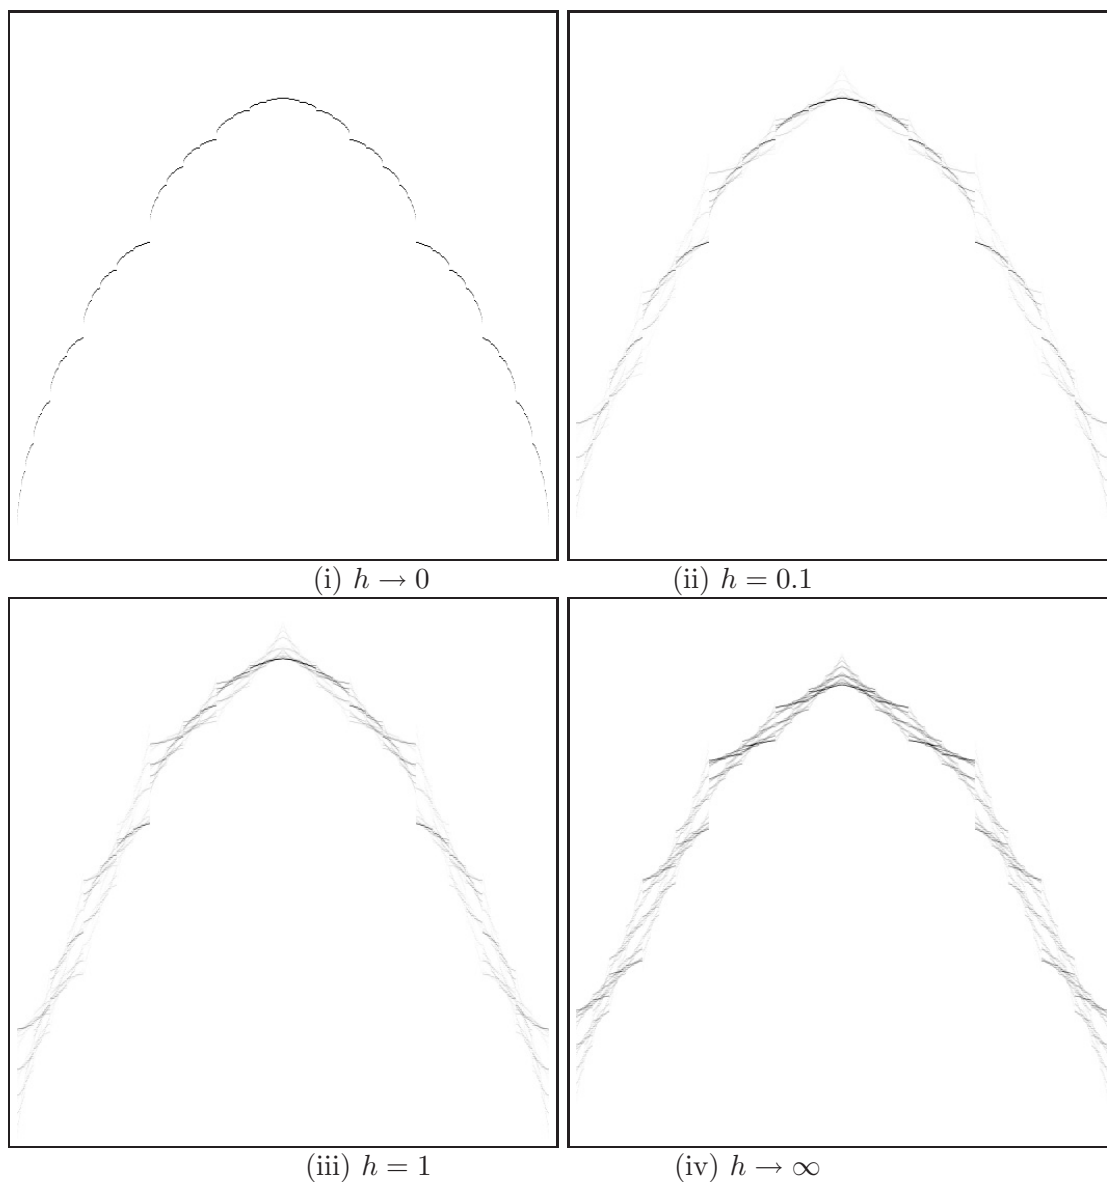 (i) h → 0
(ii) h = 0.1
(iii) h = 1
(iv) h → ∞